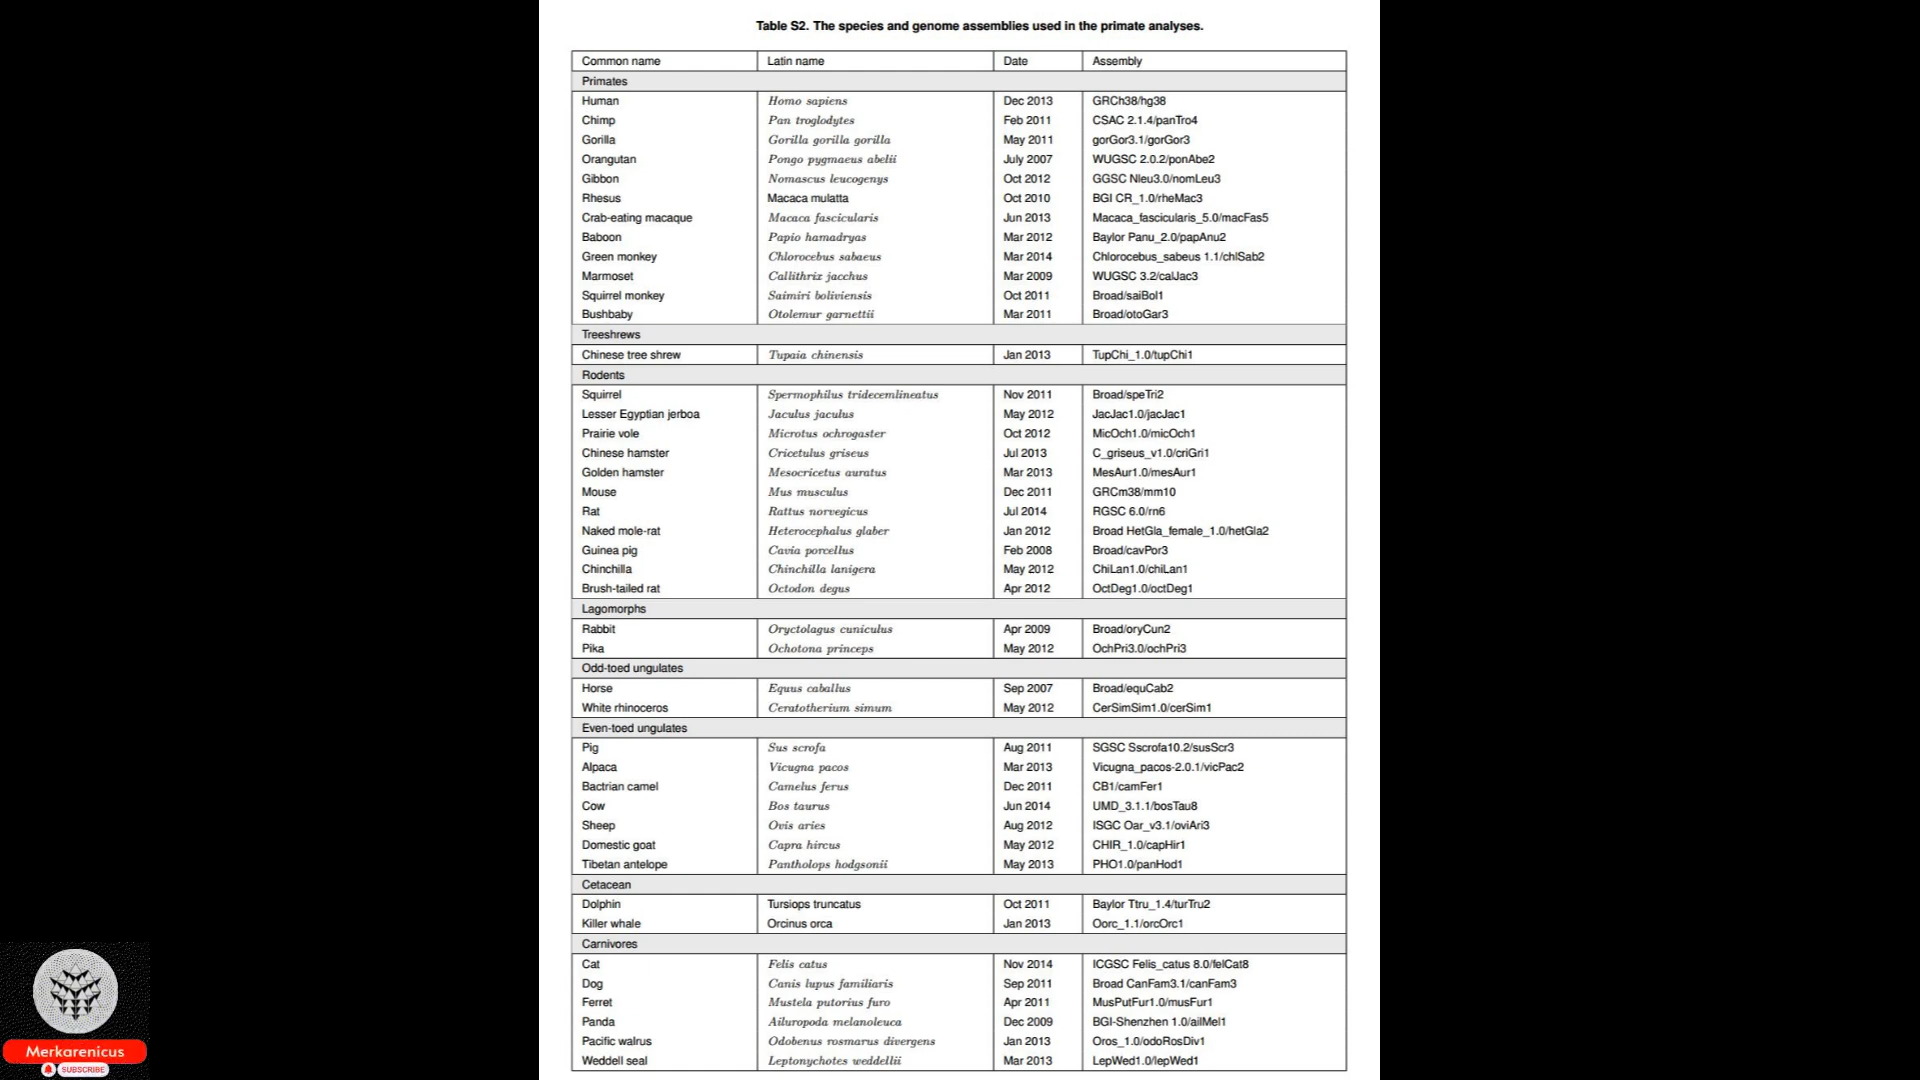 Table S2. The species and genome assemblies used in the primate analyses.
Common name Latin name Date Assembly
Primates
Human Homo sapiens Dec 2013 GRCh38/hg38
Chimp Pan troglodytes Feb 2011 CSAC 2.1.4/panTro4
Gorilla Gorilla gorilla gorilla May 2011 gorGor3.1/gorGor3
Orangutan Pongo pygmaeus abelii July 2007 WUGSC 2.0.2/ponAbe2
Gibbon Nomascus leucogenys Oct 2012 GGSC Nleu3.0/nomLeu3
Rhesus Macaca mulatta Oct 2010 BGI CR_1.0/rheMac3
Crab-eating macaque Macaca fascicularis Jun 2013 Macaca_fascicularis_5.0/macFas5
Baboon Papio hamadryas Mar 2012 Baylor Panu_2.0/papAnu2
Green monkey Chlorocebus sabaeus Mar 2014 Chlorocebus_sabeus 1.1/chlSab2
Marmoset Callithrix jacchus Mar 2009 WUGSC 3.2/calJac3
Squirrel monkey Saimiri boliviensis Oct 2011 Broad/saiBol1
Bushbaby Otolemur garnettii Mar 2011 Broad/otoGar3
Treeshrews
Chinese tree shrew Tupaia chinensis Jan 2013 TupChi_1.0/tupChi1
Rodents
Squirrel Spermophilus tridecemlineatus Nov 2011 Broad/speTri2
Lesser Egyptian jerboa Jaculus jaculus May 2012 JacJac1.0/jacJac1
Prairie vole Microtus ochrogaster Oct 2012 MicOch1.0/micOch1
Chinese hamster Cricetulus griseus Jul 2013 C_griseus_v1.0/criGri1
Golden hamster Mesocricetus auratus Mar 2013 MesAur1.0/mesAur1
Mouse Mus musculus Dec 2011 GRCm38/mm10
Rat Rattus norvegicus Jul 2014 RGSC 6.0/rn6
Naked mole-rat Heterocephalus glaber Jan 2012 Broad HetGla_female_1.0/hetGla2
Guinea pig Cavia porcellus Feb 2008 Broad/cavPor3
Chinchilla Chinchilla lanigera May 2012 ChiLan1.0/chiLan1
Brush-tailed rat Octodon degus Apr 2012 OctDeg1.0/octDeg1
Lagomorphs
Rabbit Oryctolagus cuniculus Apr 2009 Broad/oryCun2
Pika Ochotona princeps May 2012 OchPri3.0/ochPri3
Odd-toed ungulates
Horse Equus caballus Sep 2007 Broad/equCab2
White rhinoceros Ceratotherium simum May 2012 CerSimSim1.0/cerSim1
Even-toed ungulates
Pig Sus scrofa Aug 2011 SGSC Sscrofa10.2/susScr3
Alpaca Vicugna pacos Mar 2013 Vicugna_pacos-2.0.1/vicPac2
Bactrian camel Camelus ferus Dec 2011 CB1/camFer1
Cow Bos taurus Jun 2014 UMD_3.1.1/bosTau8
Sheep Ovis aries Aug 2012 ISGC Oar_v3.1/oviAri3
Domestic goat Capra hircus May 2012 CHIR_1.0/capHir1
Tibetan antelope Pantholops hodgsonii May 2013 PHO1.0/panHod1
Cetacean
Dolphin Tursiops truncatus Oct 2011 Baylor Ttru_1.4/turTru2
Killer whale Orcinus orca Jan 2013 Oorc_1.1/orcOrc1
Carnivores
Cat Felis catus Nov 2014 ICGSC Felis_catus 8.0/felCat8
Dog Canis lupus familiaris Sep 2011 Broad CanFam3.1/canFam3
Ferret Mustela putorius furo Apr 2011 MusPutFur1.0/musFur1
Panda Ailuropoda melanoleuca Dec 2009 BGI-Shenzhen 1.0/ailMel1
Pacific walrus Odobenus rosmarus divergens Jan 2013 Oros_1.0/odoRosDiv1
Weddell seal Leptonychotes weddellii Mar 2013 LepWed1.0/lepWed1
Merkarenicus
SUBSCRIBE